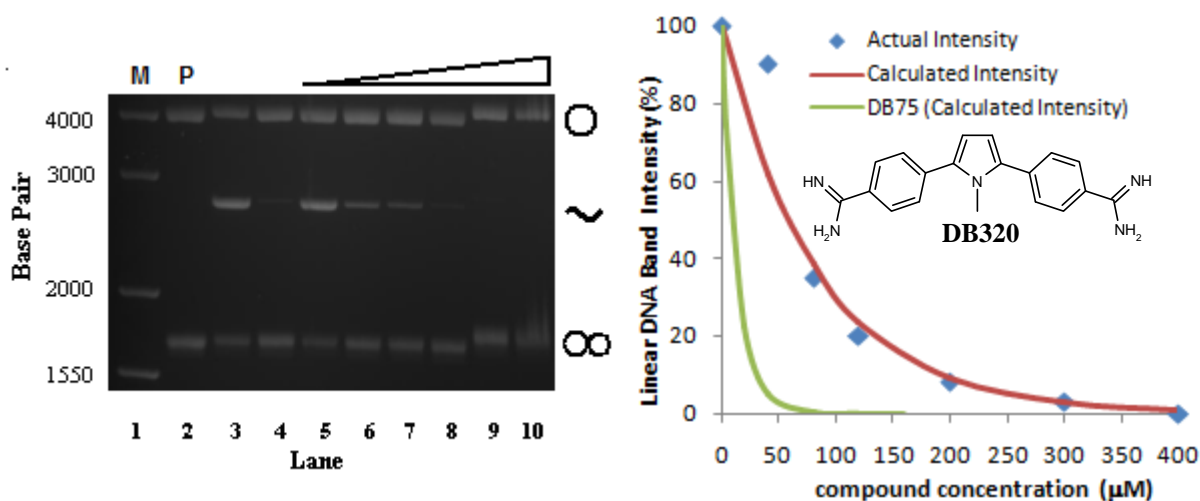 M P
4000
3000
2000
1550
Base Pair
1 2 3 4 5 6 7 8 9 10
Lane
100
80
60
40
20
0
Linear DNA Band Intensity (%)
Actual Intensity
Calculated Intensity
DB75 (Calculated Intensity)
HN
H₂N
N
NH
NH₂
DB320
0 50 100 150 200 250 300 350 400
compound concentration (µM)